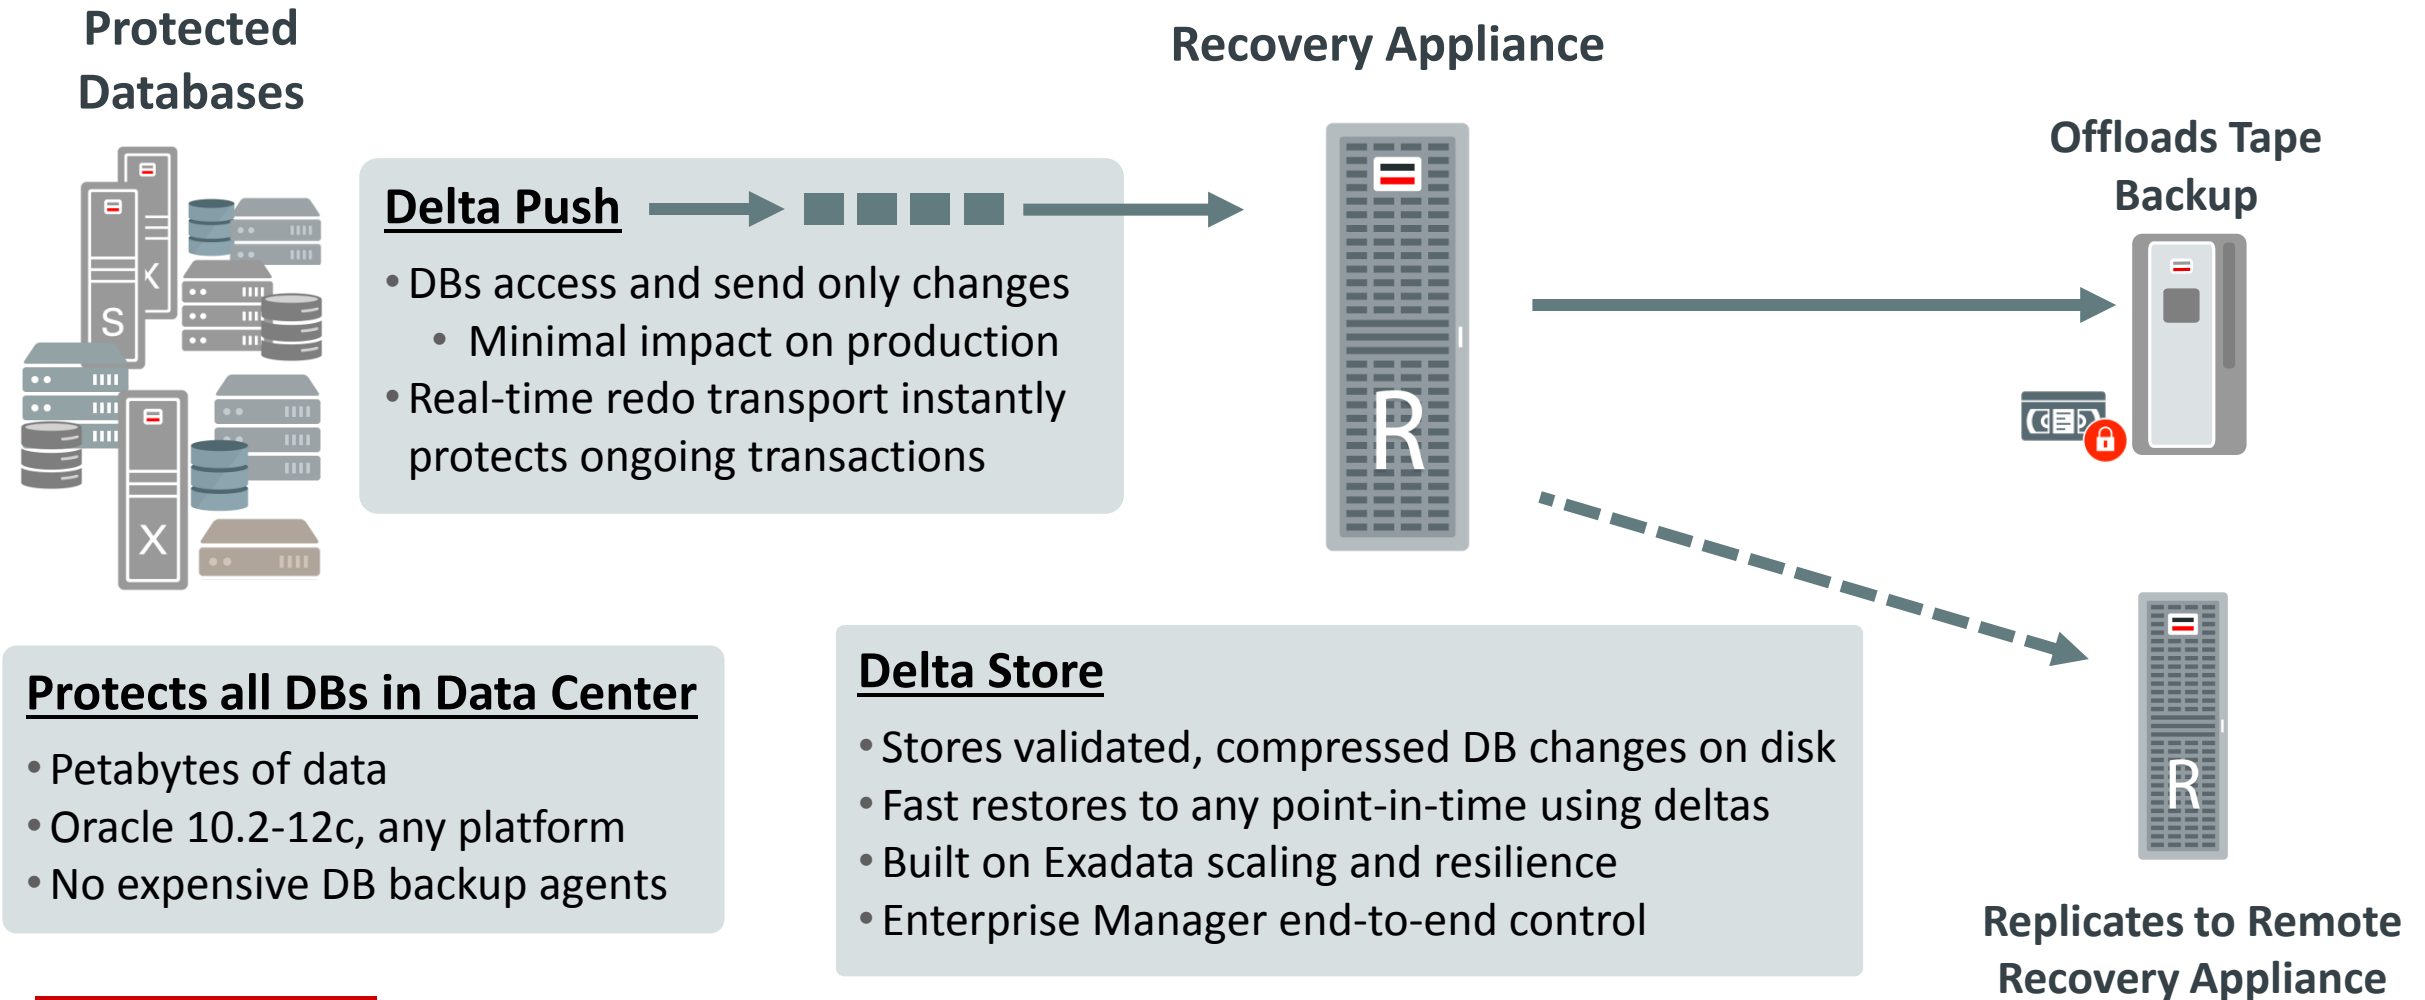 Protected
Databases
Recovery Appliance
Offloads Tape
Backup
S
X
X
Delta Push
• DBs access and send only changes
• Minimal impact on production
• Real-time redo transport instantly
protects ongoing transactions
R
Protects all DBs in Data Center
• Petabytes of data
• Oracle 10.2-12c, any platform
• No expensive DB backup agents
Delta Store
• Stores validated, compressed DB changes on disk
• Fast restores to any point-in-time using deltas
• Built on Exadata scaling and resilience
• Enterprise Manager end-to-end control
R
Replicates to Remote
Recovery Appliance